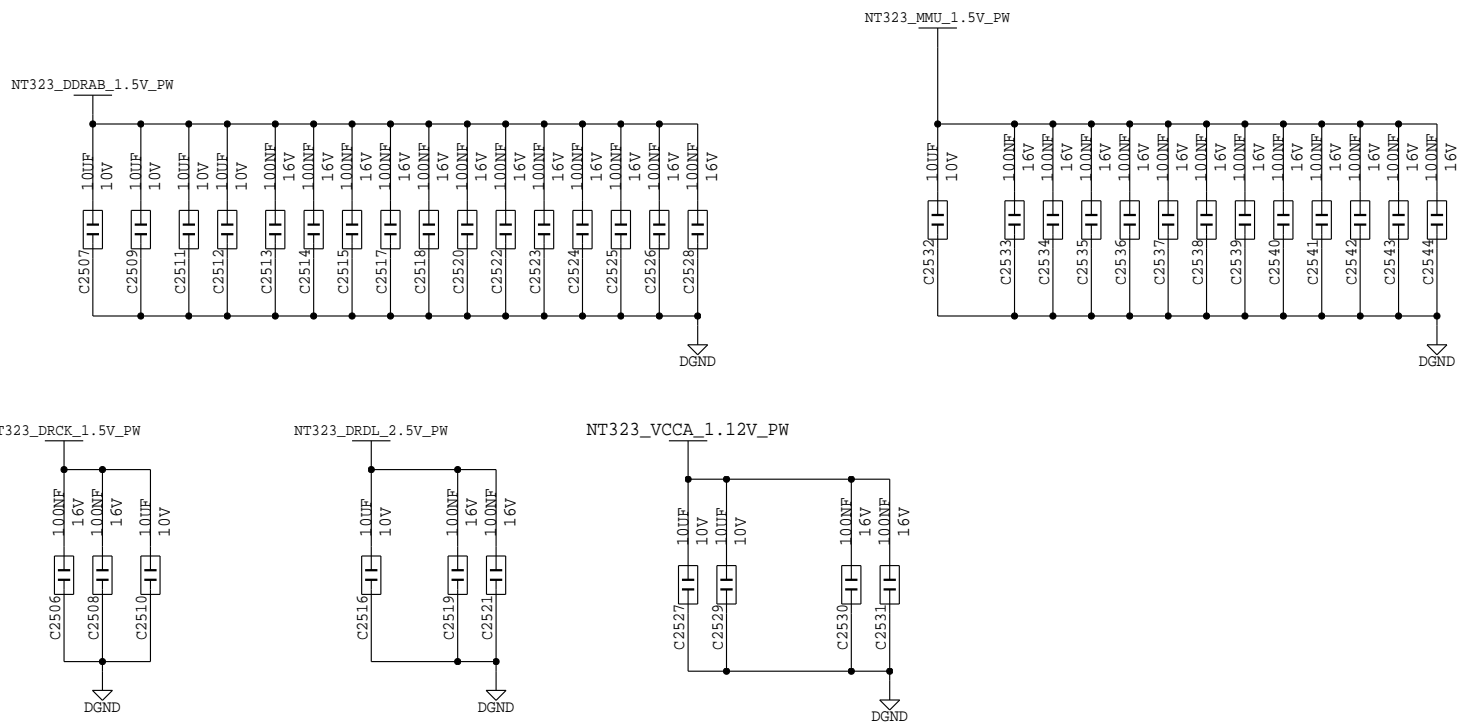 NT323_MMU_1.5V_PW
NT323_DDRAB_1.5V_PW
10UF 10V
10UF 10V
10UF 10V
10UF 10V
100NF 16V
100NF 16V
100NF 16V
100NF 16V
100NF 16V
100NF 16V
100NF 16V
100NF 16V
100NF 16V
100NF 16V
100NF 16V
100NF 16V
C2507
C2509
C2511
C2512
C2513
C2514
C2515
C2517
C2518
C2520
C2522
C2523
C2524
C2525
C2526
C2528
DGND
10UF 10V
100NF 16V
100NF 16V
100NF 16V
100NF 16V
100NF 16V
100NF 16V
100NF 16V
100NF 16V
100NF 16V
100NF 16V
100NF 16V
100NF 16V
C2532
C2533
C2534
C2535
C2536
C2537
C2538
C2539
C2540
C2541
C2542
C2543
C2544
DGND
T323_DRCK_1.5V_PW
100NF 16V
100NF 16V
10UF 10V
C2506
C2508
C2510
DGND
NT323_DRDL_2.5V_PW
10UF 10V
100NF 16V
100NF 16V
C2516
C2519
C2521
DGND
NT323_VCCA_1.12V_PW
10UF 10V
10UF 10V
100NF 16V
100NF 16V
C2527
C2529
C2530
C2531
DGND